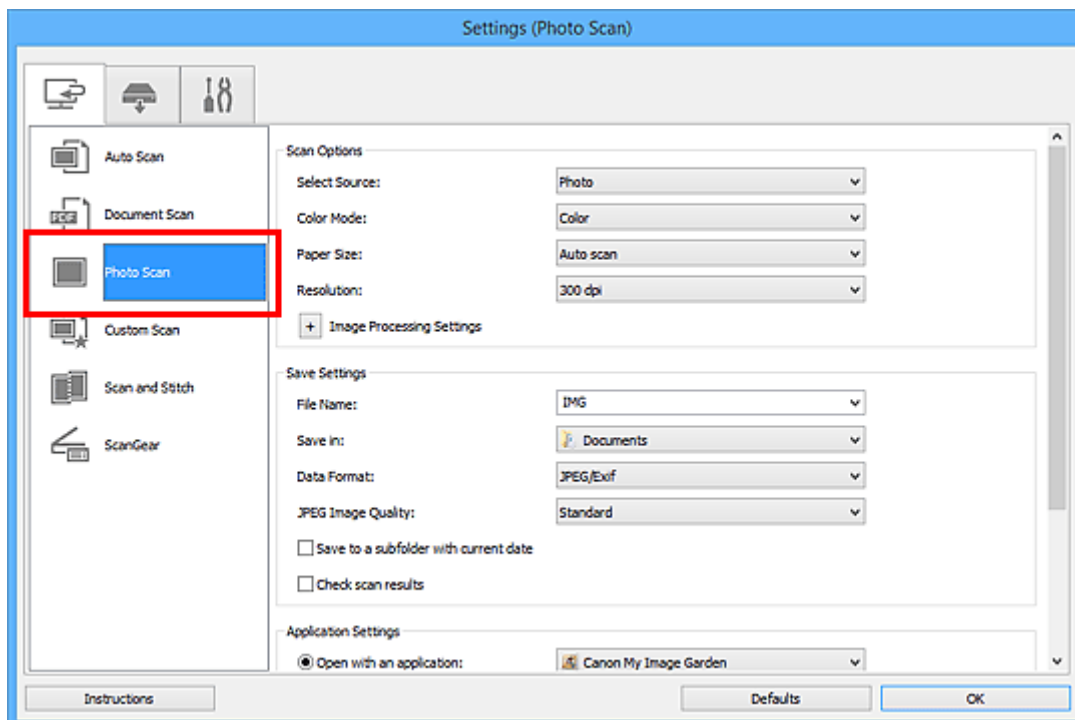 Settings (Photo Scan)
Auto Scan
PDF
Document Scan
Photo Scan
Custom Scan
Scan and Stitch
ScanGear
Scan Options
Select Source: Photo
Color Mode: Color
Paper Size: Auto scan
Resolution: 300 dpi
+ Image Processing Settings
Save Settings
File Name: IMG
Save in: Documents
Data Format: JPEG/Exif
JPEG Image Quality: Standard
Save to a subfolder with current date
Check scan results
Application Settings
Open with an application: Canon My Image Garden
Instructions
Defaults
OK